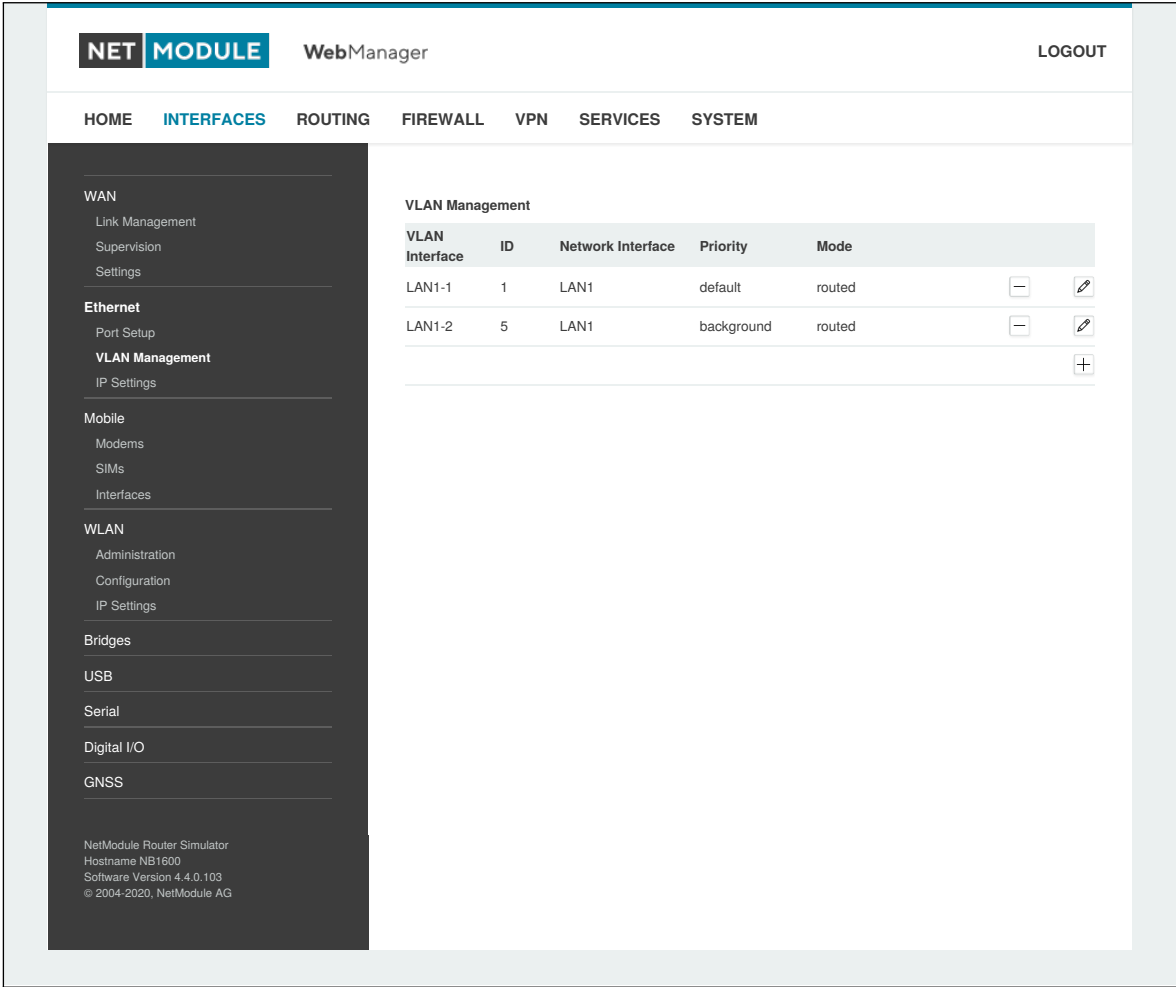 NET MODULE WebManager LOGOUT
HOME INTERFACES ROUTING FIREWALL VPN SERVICES SYSTEM
WAN
Link Management
Supervision
Settings
Ethernet
Port Setup
VLAN Management
IP Settings
Mobile
Modems
SIMs
Interfaces
WLAN
Administration
Configuration
IP Settings
Bridges
USB
Serial
Digital I/O
GNSS
NetModule Router Simulator
Hostname NB1600
Software Version 4.4.0.103
© 2004-2020, NetModule AG
VLAN Management
VLAN Interface ID Network Interface Priority Mode
LAN1-1 1 LAN1 default routed
LAN1-2 5 LAN1 background routed